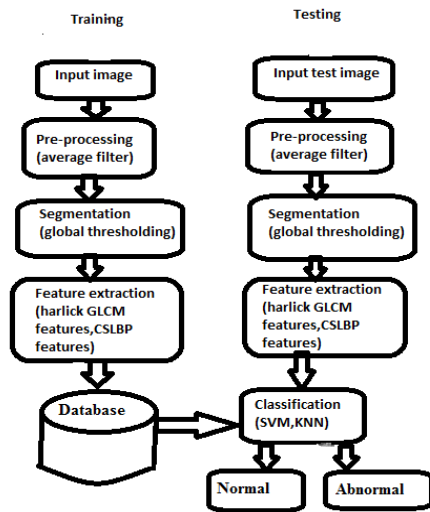 Training
Input image
Pre-processing
(average filter)
Segmentation
(global thresholding)
Feature extraction
(harlick GLCM
features,CSLBP
features)
Database
Testing
Input test image
Pre-processing
(average filter)
Segmentation
(global thresholding)
Feature extraction
(harlick GLCM
features,CSLBP
features)
Classification
(SVM,KNN)
Normal
Abnormal